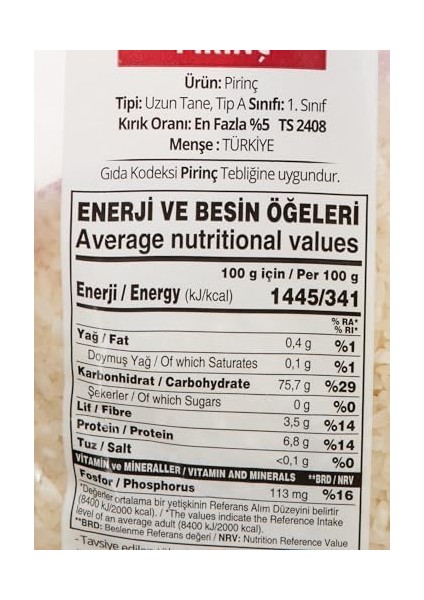 PİRİNÇ
Ürün: Pirinç
Tipi: Uzun Tane, Tip A Sınıfı: 1. Sınıf
Kırık Oranı: En Fazla %5 TS 2408
Menşe : TÜRKİYE
Gıda Kodeksi Pirinç Tebliğine uygundur.
ENERJİ VE BESİN ÖĞELERİ
Average nutritional values
100 g için / Per 100 g
Enerji / Energy (kJ/kcal) 1445/341
% RA*
% RI*
Yağ / Fat 0,4 g %1
Doymuş Yağ / Of which Saturates 0,1 g %1
Karbonhidrat / Carbohydrate 75,7 g %29
Şekerler / Of which Sugars 0 g %0
Lif / Fibre 3,5 g %14
Protein / Protein 6,8 g %14
Tuz / Salt <0,1 g %0
VİTAMİN ve MİNERALLER / VITAMIN AND MINERALS **BRD / NRV
Fosfor / Phosphorus 113 mg %16
*Değerler ortalama bir yetişkinin Referans Alım Düzeyini belirtir
(8400 kJ/2000 kcal). / *The values indicate the Reference Intake
level of an average adult (8400 kJ/2000 kcal).
**BRD: Beslenme Referans değeri / NRV: Nutrition Reference Value
- Tavsiye